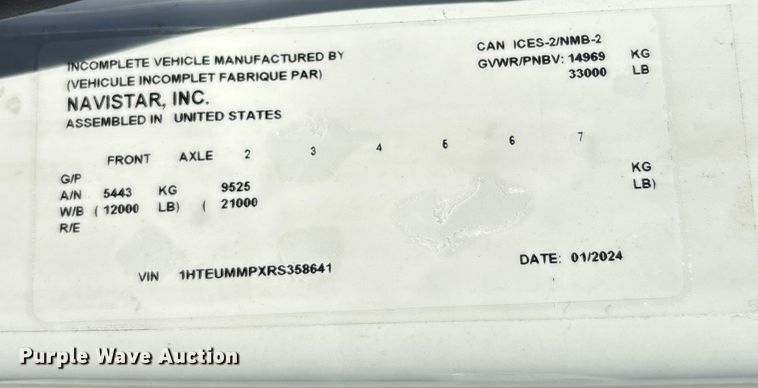 INCOMPLETE VEHICLE MANUFACTURED BY
(VEHICULE INCOMPLET FABRIQUE PAR)
NAVISTAR, INC.
ASSEMBLED IN UNITED STATES
CAN ICES-2/NMB-2
GVWR/PNBV: 14969 KG
33000 LB
FRONT AXLE 2 3 4 5 6 7
G/P
A/N 5443 KG 9525 KG
W/B (12000 LB) ( 21000 LB)
R/E
VIN 1HTEUMMPXRS358641
DATE: 01/2024
Purple Wave Auction